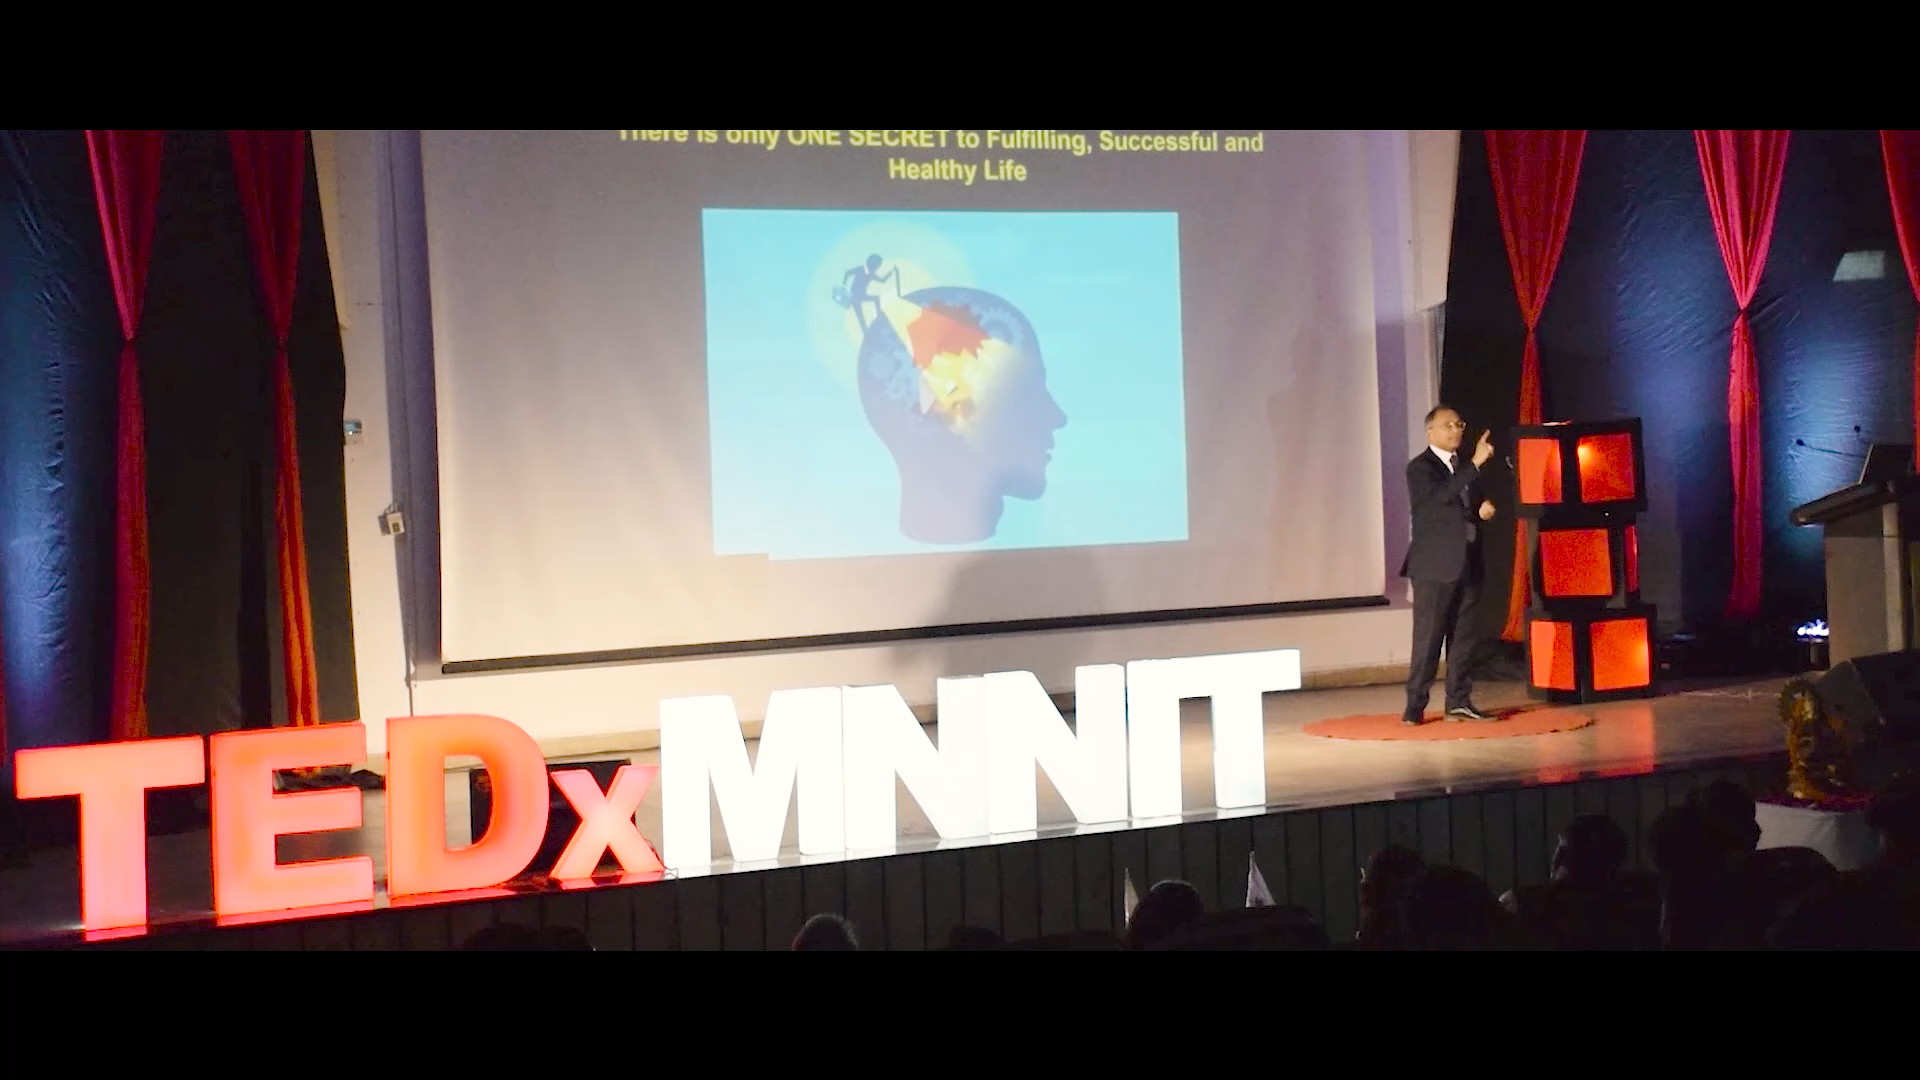 There is only ONE SECRET to Fulfilling, Successful and
Healthy Life
TEDxMNNIT